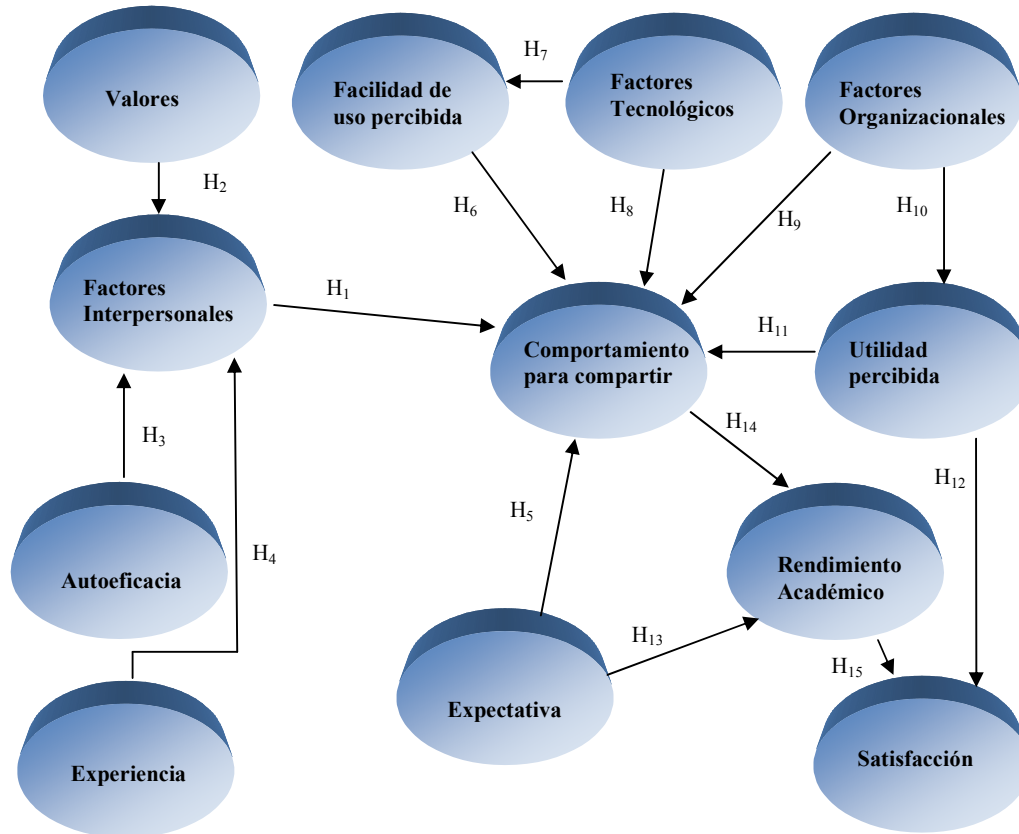 H7
Valores
Facilidad de
uso percibida
Factores
Tecnológicos
Factores
Organizacionales
H2
H6
H8
H9
H10
Factores
Interpersonales
H1
H11
Comportamiento
para compartir
Utilidad
percibida
H3
H14
H12
H5
H4
Autoeficacia
Rendimiento
Académico
H13
H15
Expectativa
Experiencia
Satisfacción